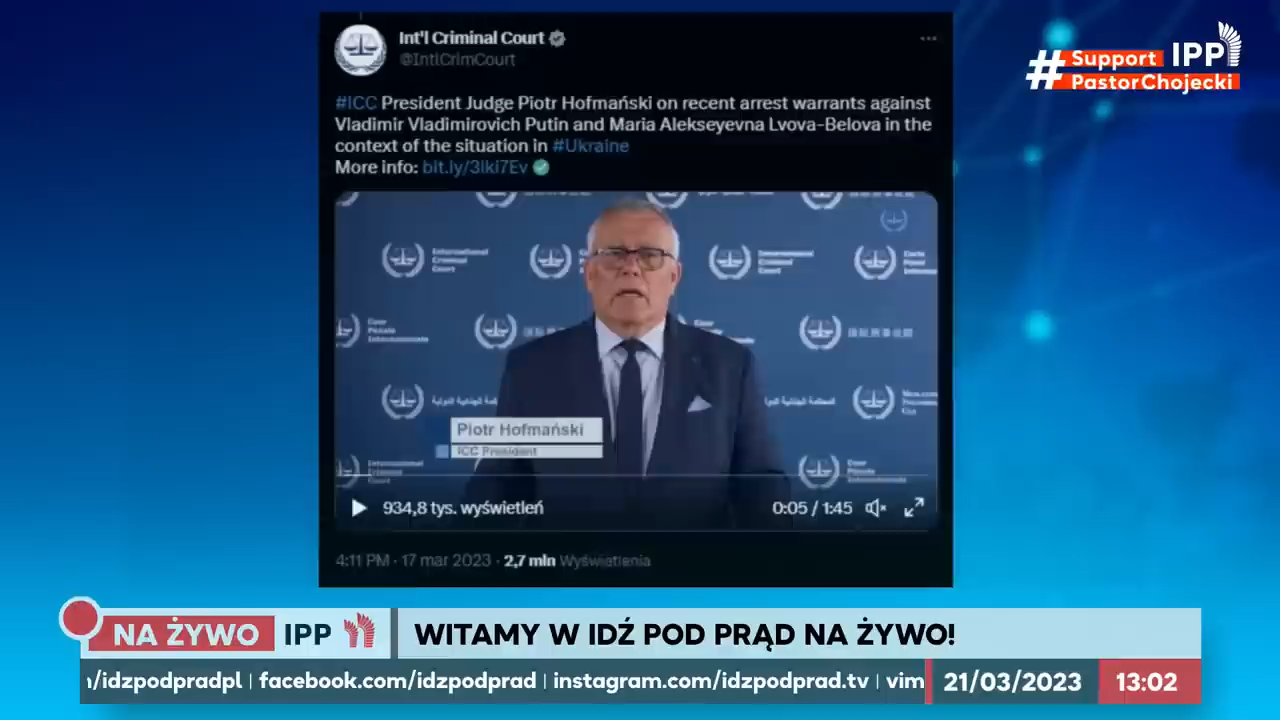 Int'l Criminal Court
@IntlCrimCourt
#ICC President Judge Piotr Hofmański on recent arrest warrants against
Vladimir Vladimirovich Putin and Maria Alekseyevna Lvova-Belova in the
context of the situation in #Ukraine
More info: bit.ly/3Iki7Ev
International
Criminal
Court
Cour
Pénale
Internationale
Piotr Hofmański
ICC President
934,8 tys. wyświetleń
0:05 / 1:45
4:11 PM · 17 mar 2023 · 2,7 mln Wyświetlenia
#Support IPP
PastorChojecki
NA ŻYWO IPP
WITAMY W IDŹ POD PRĄD NA ŻYWO!
/idzpodpradpl | facebook.com/idzpodprad | instagram.com/idzpodprad.tv | vim
21/03/2023
13:02